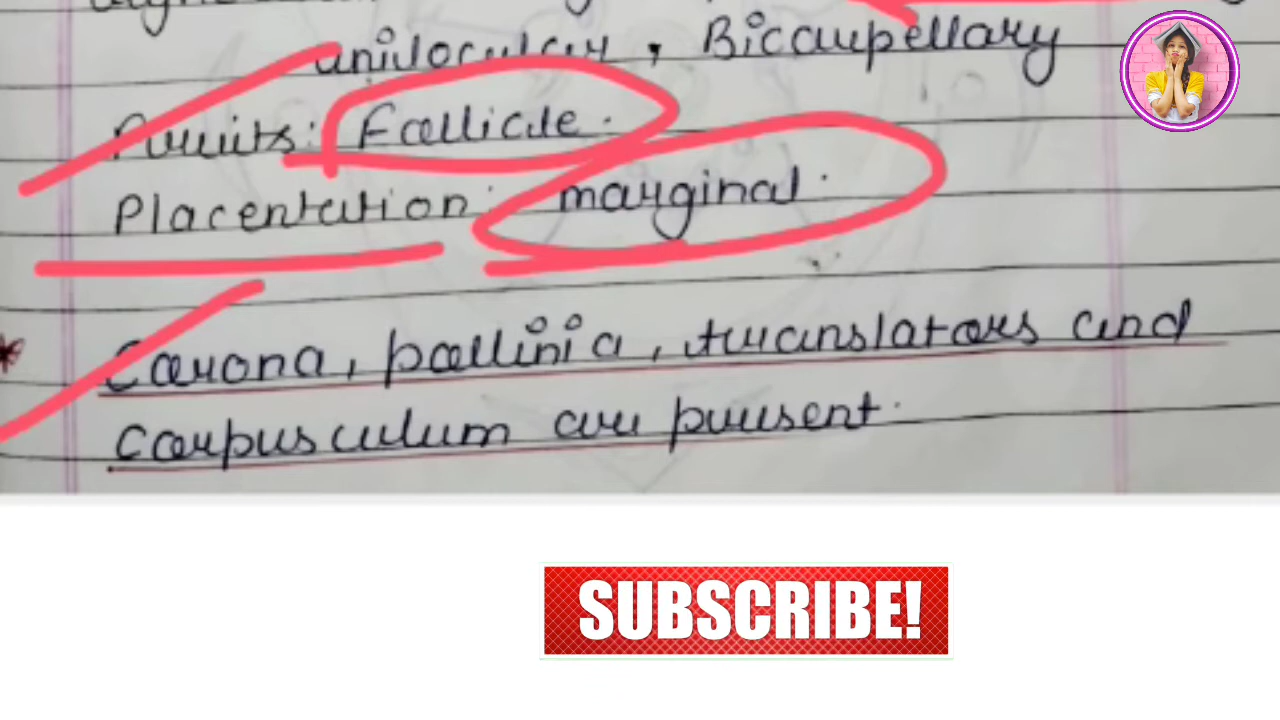 unilocular, Bicarpellary
Fruits: Follicle.
Placentation: marginal.
Corona, pollinia, translators and
Corpusculum are present.
SUBSCRIBE!